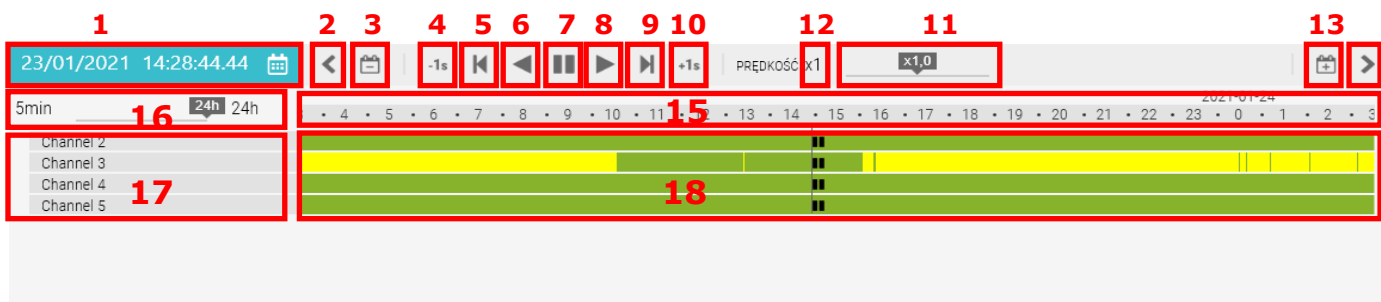 1 2 3 4 5 6 7 8 9 10 12 11 13
23/01/2021 14:28:44.44 -1s +1s PRĘDKOŚĆ x1 x1,0
5min 24h 24h 16
2021-01-24
4 5 6 7 8 9 10 11 12 13 14 15 16 17 18 19 20 21 22 23 0 1 2 3
15
Channel 2
Channel 3
Channel 4
Channel 5
17 18